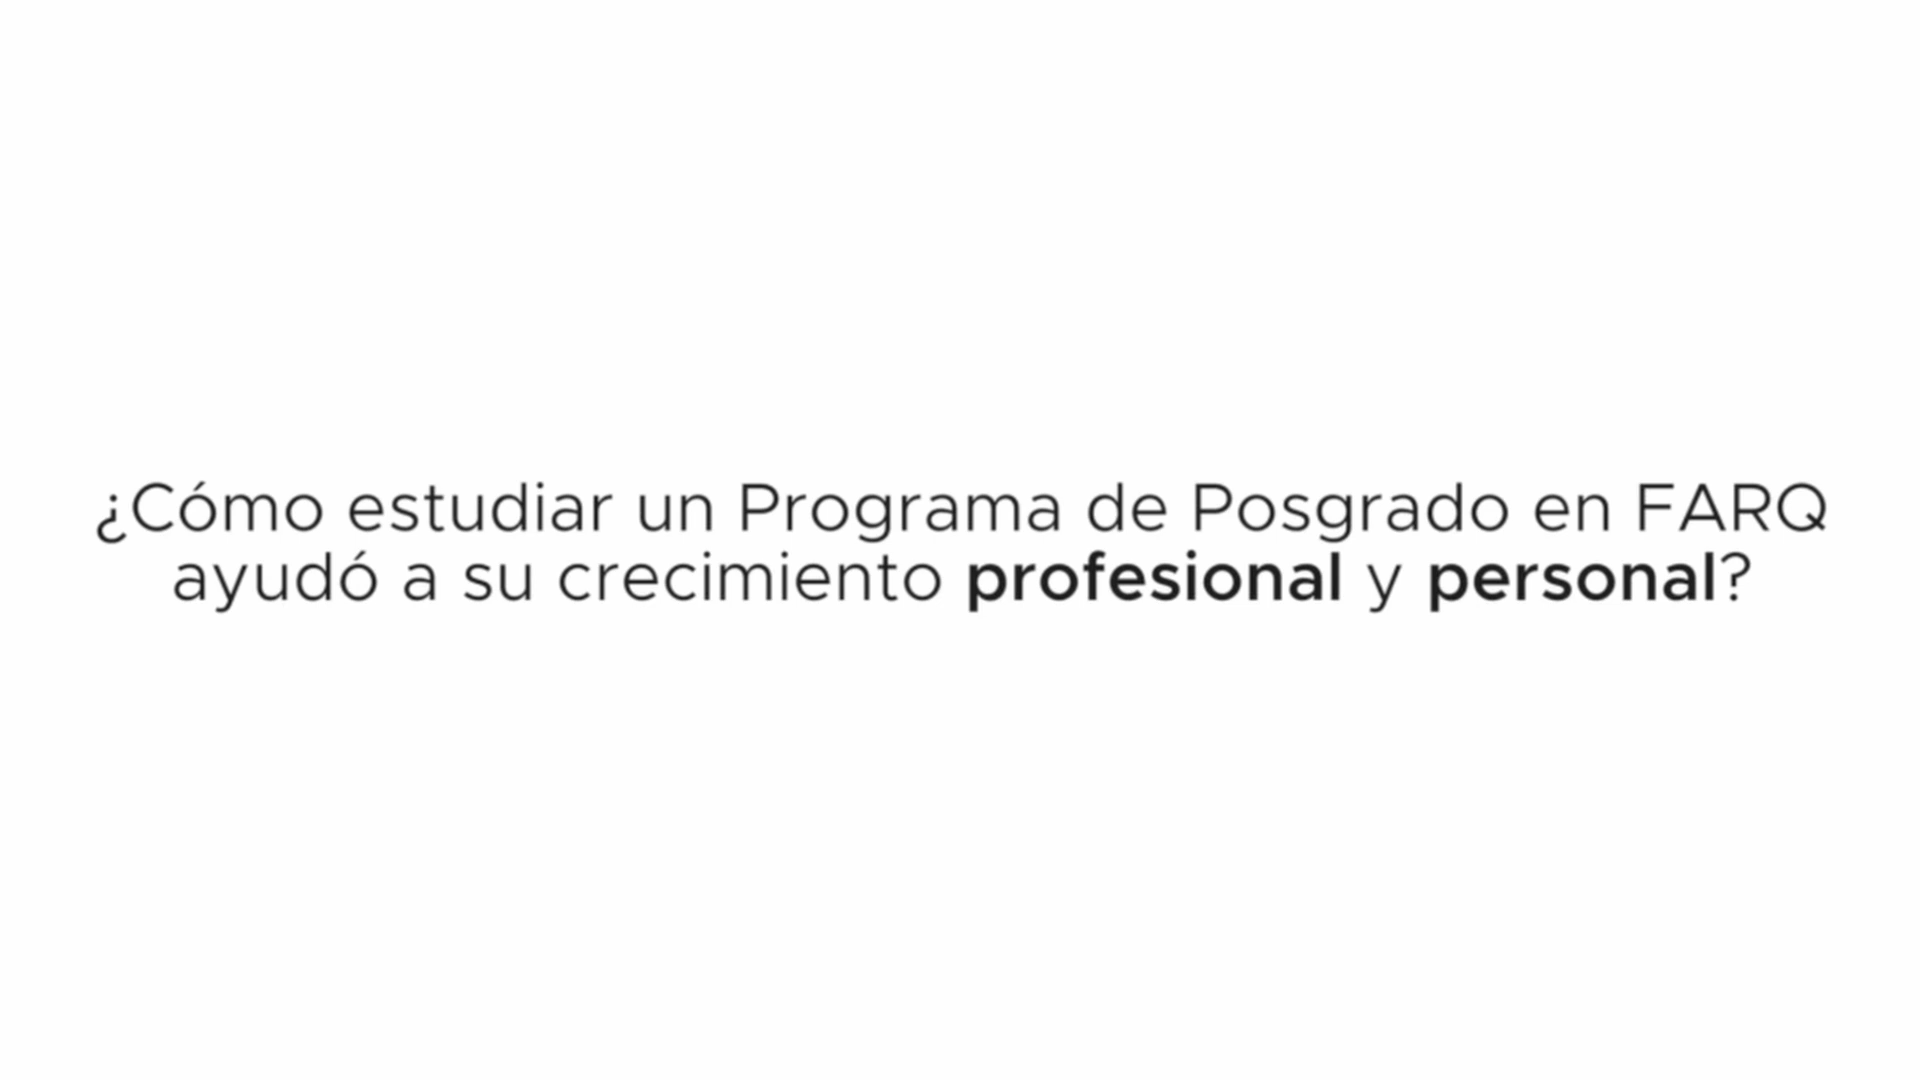 ¿Cómo estudiar un Programa de Posgrado en FARQ
ayudó a su crecimiento profesional y personal?